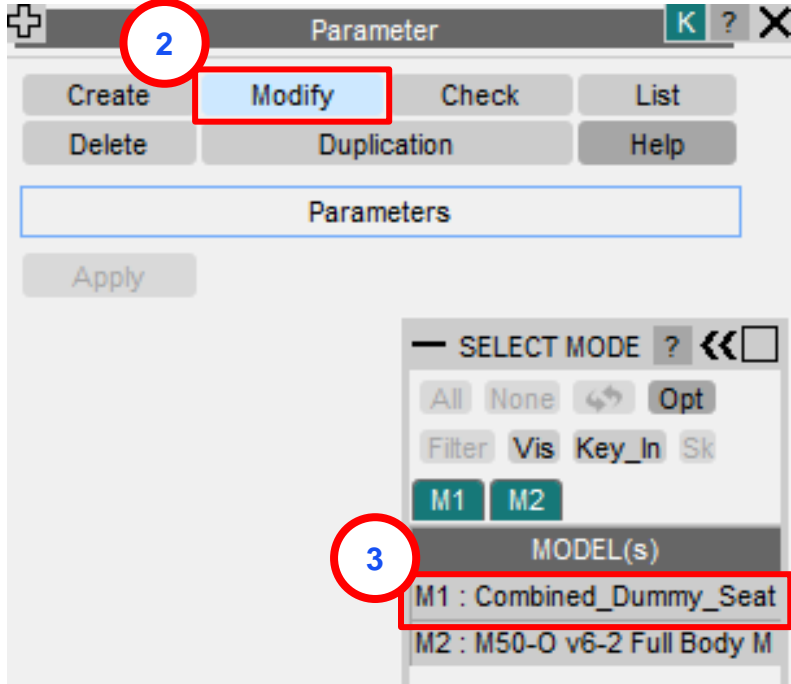 Parameter K ?
2
Create Modify Check List
Delete Duplication Help
Parameters
Apply
SELECT MODE ?
All None Opt
Filter Vis Key_In Sk
M1 M2
MODEL(s)
3
M1 : Combined_Dummy_Seat
M2 : M50-O v6-2 Full Body M